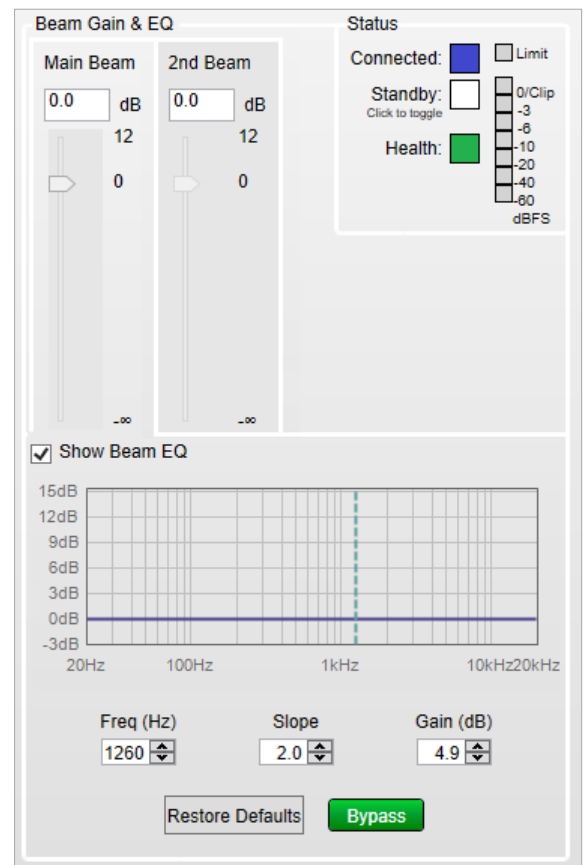 Beam Gain & EQ
Main Beam
0.0 dB
12
0
-∞
2nd Beam
0.0 dB
12
0
-∞
Status
Connected:
Standby:
Click to toggle
Health:
Limit
0/Clip
-3
-6
-10
-20
-40
-60
dBFS
Show Beam EQ
15dB
12dB
9dB
6dB
3dB
0dB
-3dB
20Hz 100Hz 1kHz 10kHz20kHz
Freq (Hz) Slope Gain (dB)
1260 2.0 4.9
Restore Defaults Bypass